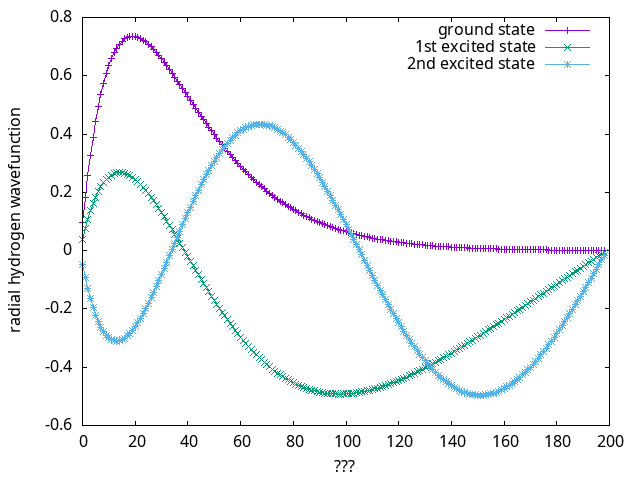 ground state
1st excited state
2nd excited state
radial hydrogen wavefunction
0.8
0.6
0.4
0.2
0
-0.2
-0.4
-0.6
0 20 40 60 80 100 120 140 160 180 200
???